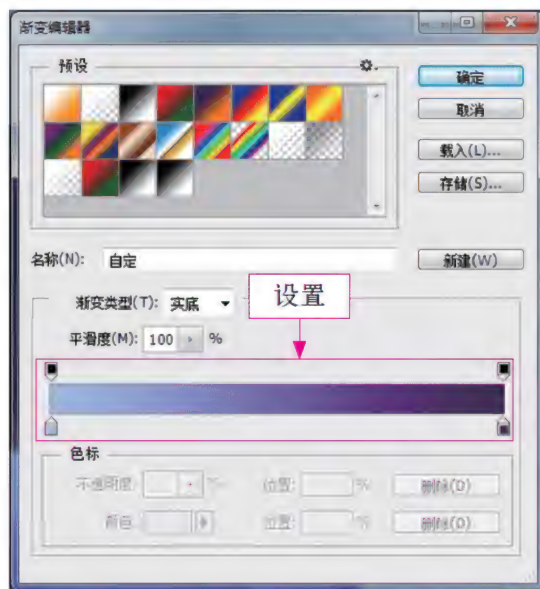 渐变编辑器
预设
确定
取消
载入(L)...
存储(S)...
名称(N): 自定
新建(W)
渐变类型(T): 实底
设置
平滑度(M): 100 %
色标
不透明度: % 位置: % 删除(D)
颜色: 位置: % 删除(D)